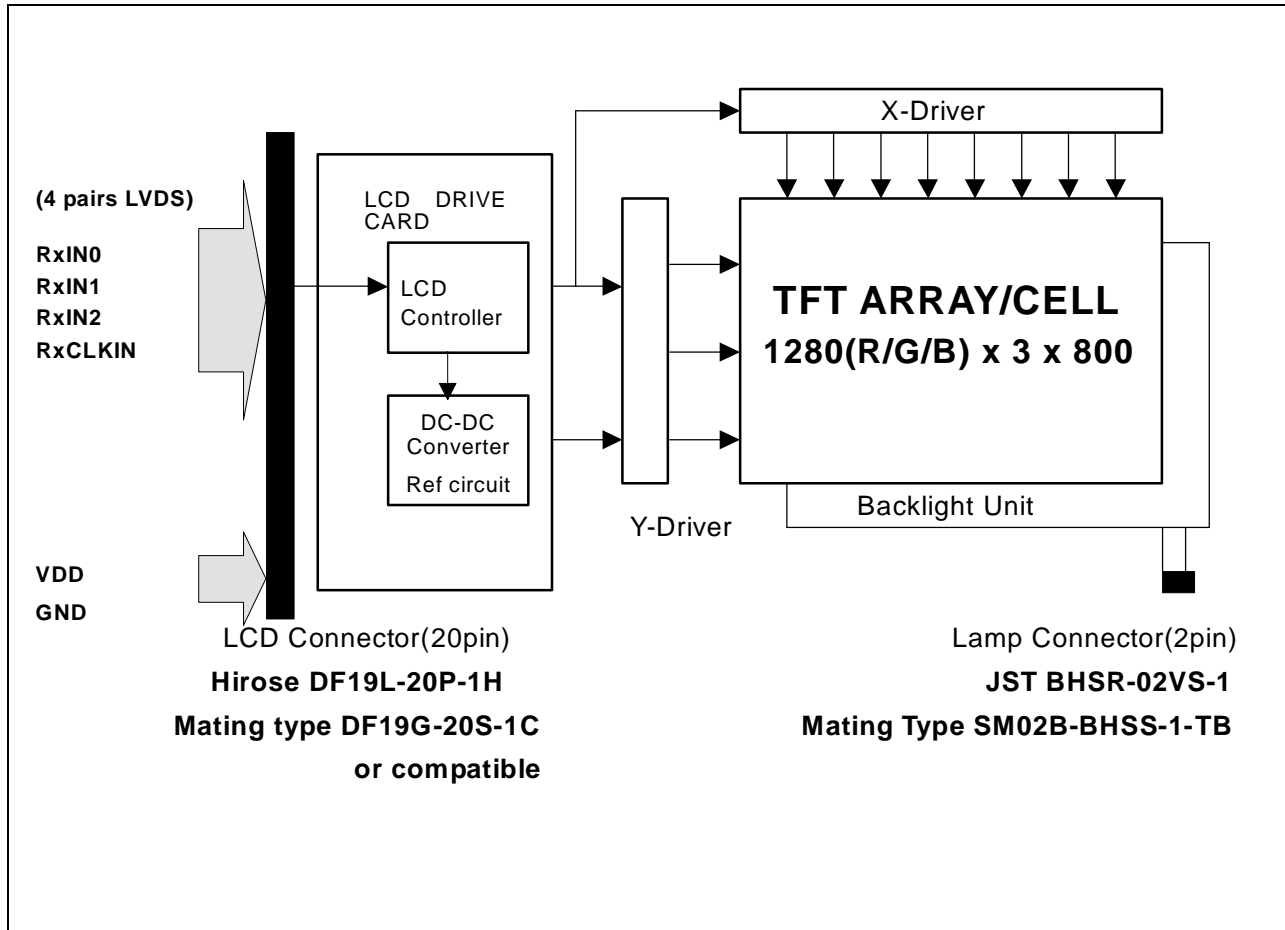 X-Driver
(4 pairs LVDS)
RxIN0
RxIN1
RxIN2
RxCLKIN
LCD DRIVE
CARD
LCD
Controller
DC-DC
Converter
Ref circuit
TFT ARRAY/CELL
1280(R/G/B) x 3 x 800
Backlight Unit
Y-Driver
VDD
GND
LCD Connector(20pin)
Hirose DF19L-20P-1H
Mating type DF19G-20S-1C
or compatible
Lamp Connector(2pin)
JST BHSR-02VS-1
Mating Type SM02B-BHSS-1-TB